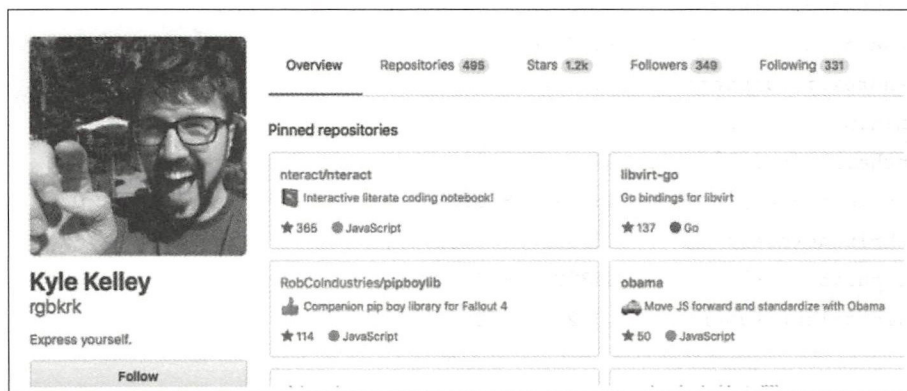 Overview Repositories 495 Stars 1.2k Followers 349 Following 331
Pinned repositories
nteract/nteract
Interactive literate coding notebook!
365 JavaScript
libvirt-go
Go bindings for libvirt
137 Go
Kyle Kelley
rgbkrk
Express yourself.
Follow
RobCoIndustries/pipboylib
Companion pip boy library for Fallout 4
114 JavaScript
obama
Move JS forward and standardize with Obama
50 JavaScript